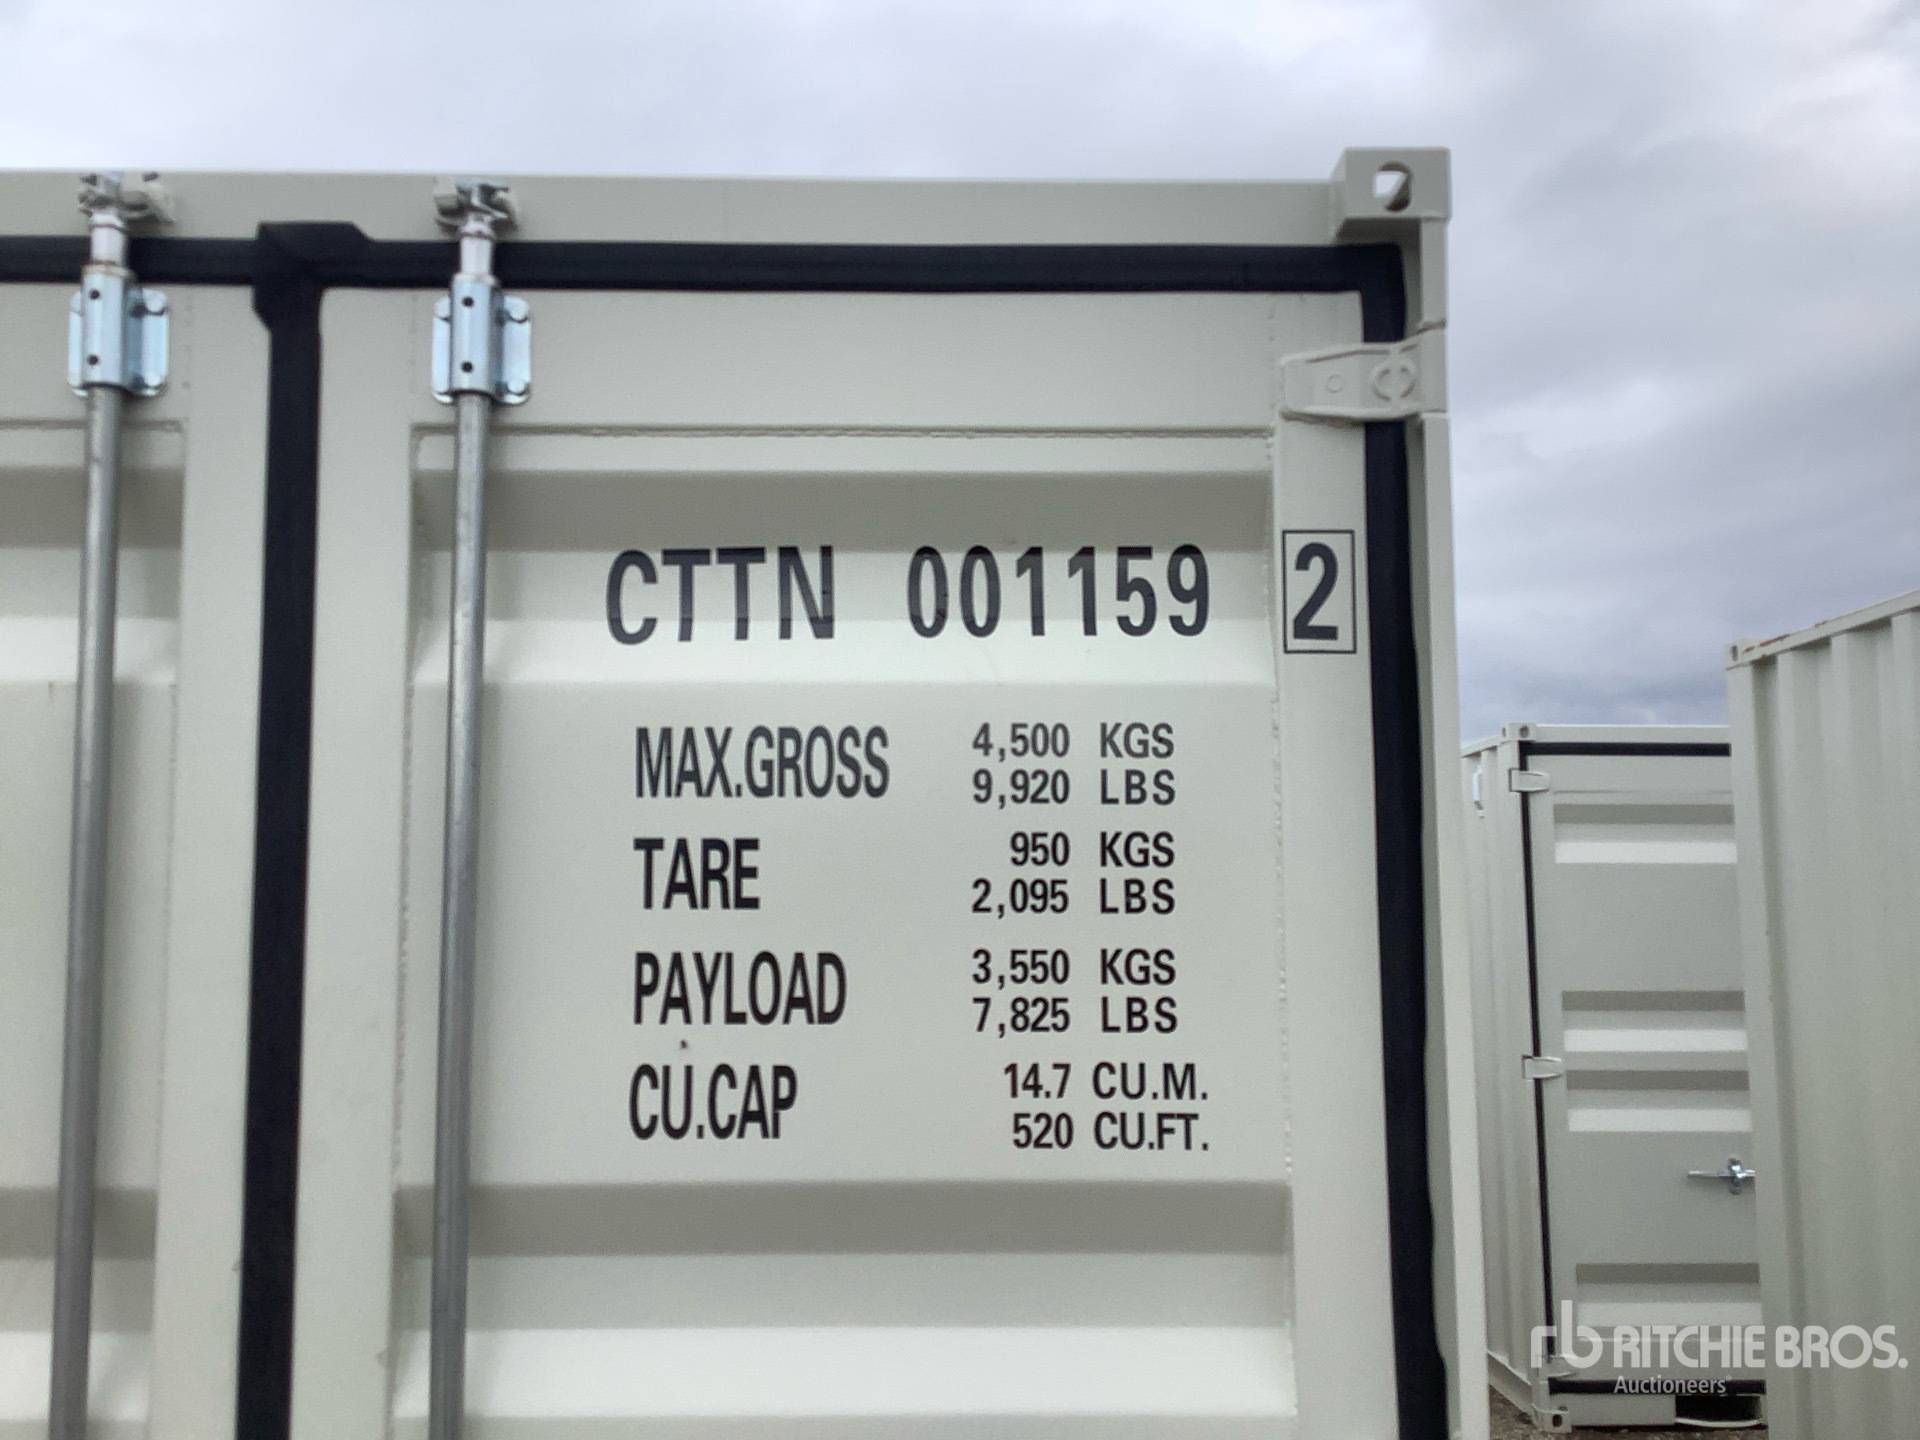 CTTN 001159 2
MAX.GROSS 4,500 KGS
9,920 LBS
TARE 950 KGS
2,095 LBS
PAYLOAD 3,550 KGS
7,825 LBS
CU.CAP 14.7 CU.M.
520 CU.FT.
rb RITCHIE BROS.
Auctioneers